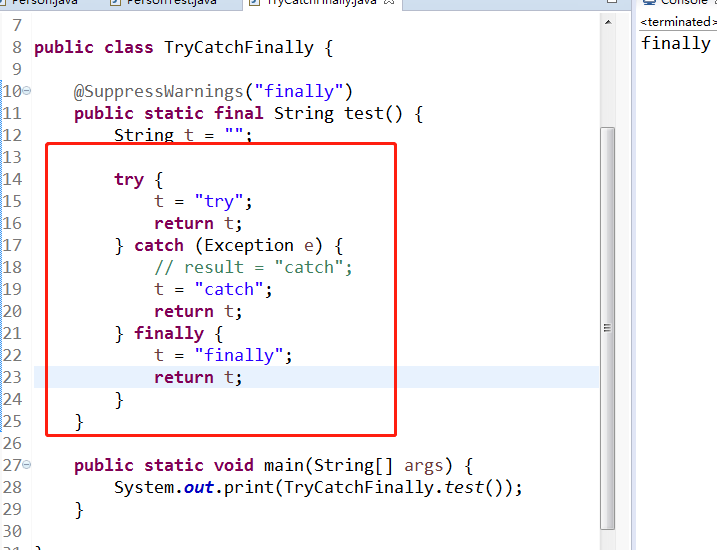 Person.java PersonTest.java TryCatchFinally.java Console
<terminated>
finally
7
8 public class TryCatchFinally {
9
10 @SuppressWarnings("finally")
11 public static final String test() {
12 String t = "";
13
14 try {
15 t = "try";
16 return t;
17 } catch (Exception e) {
18 // result = "catch";
19 t = "catch";
20 return t;
21 } finally {
22 t = "finally";
23 return t;
24 }
25 }
26
27 public static void main(String[] args) {
28 System.out.print(TryCatchFinally.test());
29 }
30
31 }